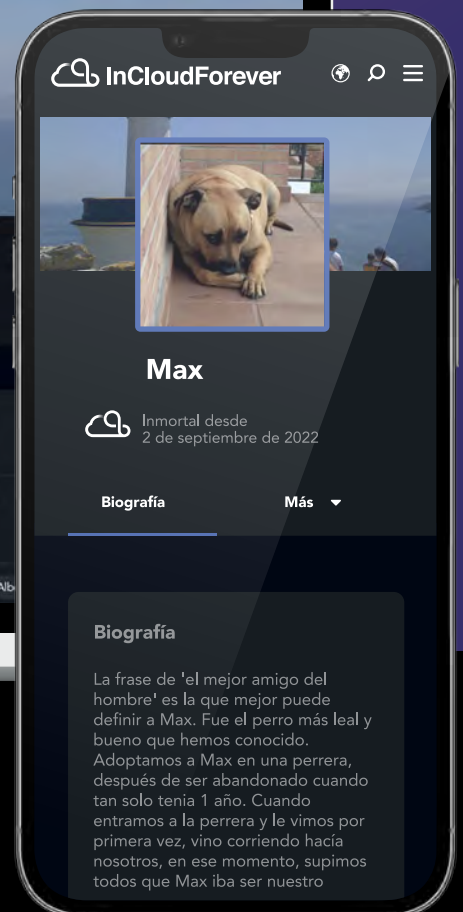 InCloudForever
Max
Inmortal desde
2 de septiembre de 2022
Biografía
Más
Biografía
La frase de 'el mejor amigo del
hombre' es la que mejor puede
definir a Max. Fue el perro más leal y
bueno que hemos conocido.
Adoptamos a Max en una perrera,
después de ser abandonado cuando
tan solo tenia 1 año. Cuando
entramos a la perrera y le vimos por
primera vez, vino corriendo hacía
nosotros, en ese momento, supimos
todos que Max iba ser nuestro